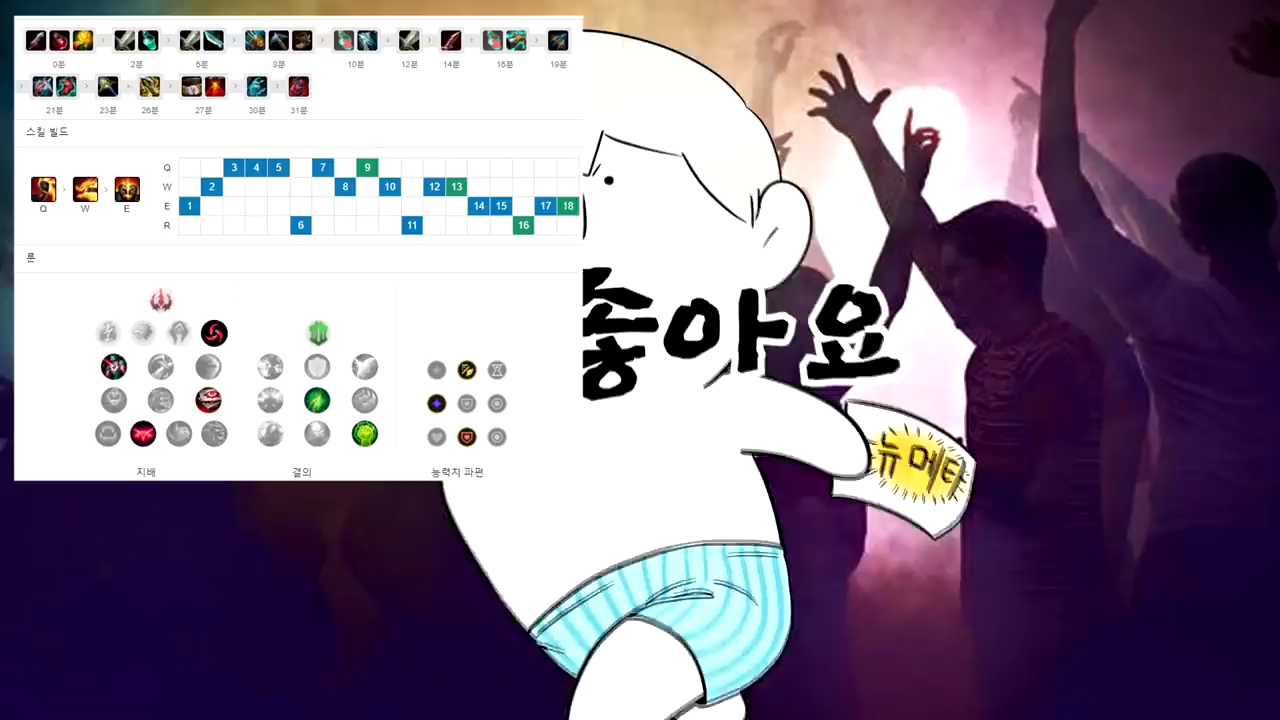 0분 2분 5분 8분 10분 12분 14분 16분 19분
21분 23분 26분 27분 30분 31분
스킬 빌드
Q 3 4 5 7 9
W 2 8 10 12 13
E 1 14 15 17 18
R 6 11 16
Q W E
룬
좋아요
뉴메타
지배 결의 능력치 파편